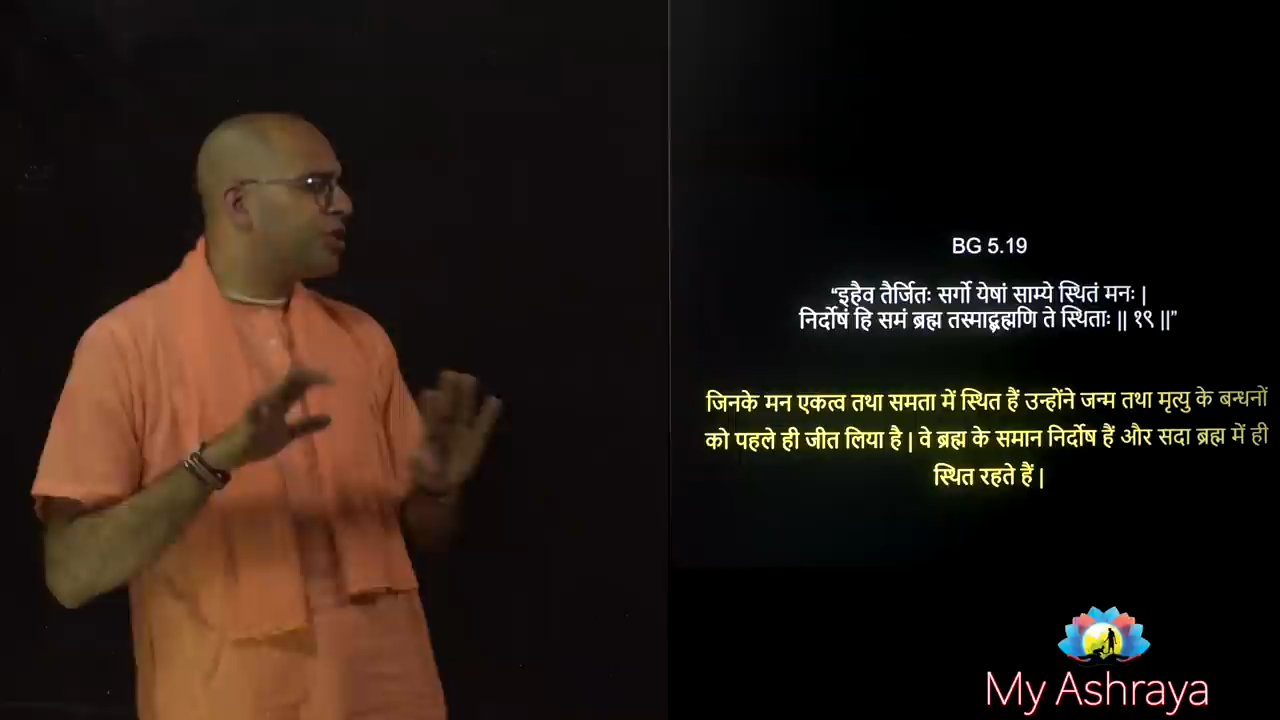 BG 5.19
“इहैव तैर्जितः सर्गो येषां साम्ये स्थितं मनः |
निर्दोषं हि समं ब्रह्म तस्माद्ब्रह्मणि ते स्थिताः || १९ ||”
जिनके मन एकत्व तथा समता में स्थित हैं उन्होंने जन्म तथा मृत्यु के बन्धनों
को पहले ही जीत लिया है | वे ब्रह्म के समान निर्दोष हैं और सदा ब्रह्म में ही
स्थित रहते हैं |
My Ashraya